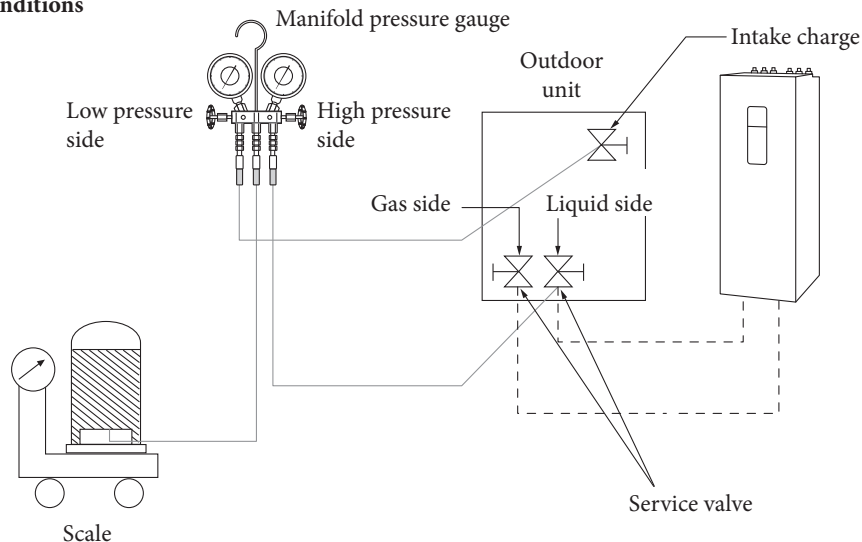 nditions
Manifold pressure gauge
Intake charge
Outdoor
unit
Low pressure
side
High pressure
side
Gas side
Liquid side
Service valve
Scale